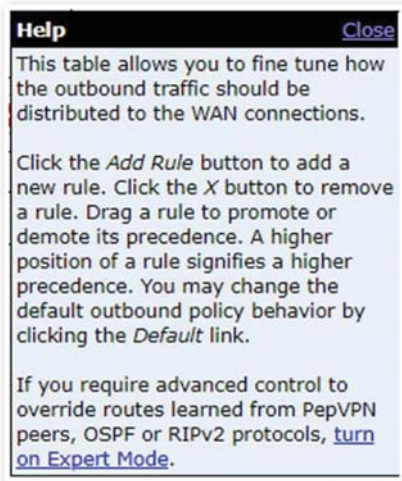 Help Close
This table allows you to fine tune how
the outbound traffic should be
distributed to the WAN connections.
Click the Add Rule button to add a
new rule. Click the X button to remove
a rule. Drag a rule to promote or
demote its precedence. A higher
position of a rule signifies a higher
precedence. You may change the
default outbound policy behavior by
clicking the Default link.
If you require advanced control to
override routes learned from PepVPN
peers, OSPF or RIPv2 protocols, turn
on Expert Mode.